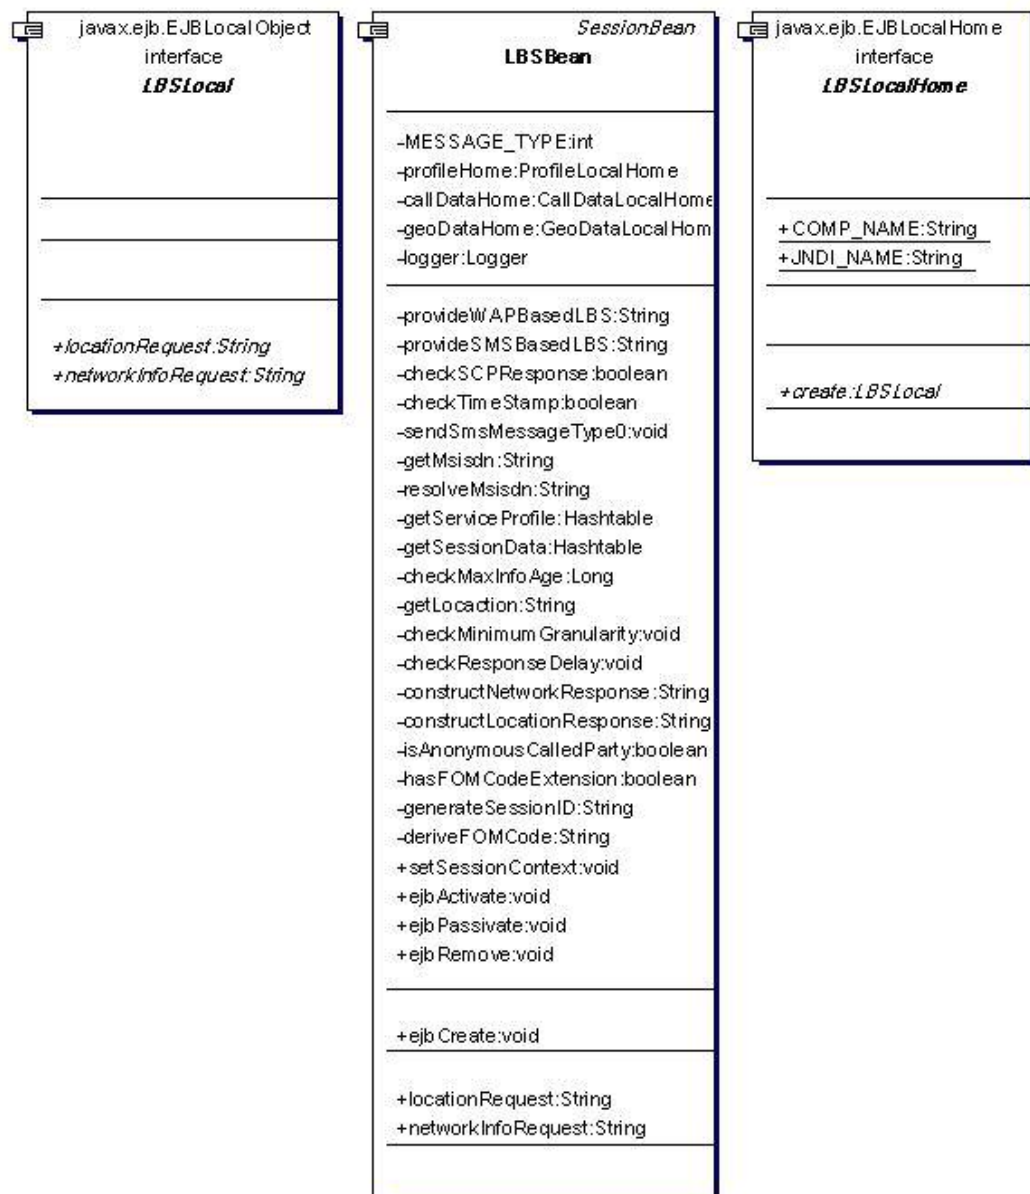 javax.ejb.EJBLocalObject
interface
LBSLocal
+locationRequest:String
+networkInfoRequest:String
SessionBean
LBSBean
-MESSAGE_TYPE:int
-profileHome:ProfileLocalHome
-callDataHome:CallDataLocalHome
-geoDataHome:GeoDataLocalHom
-logger:Logger
-provideWAPBasedLBS:String
-provideSMSBasedLBS:String
-checkSCPResponse:boolean
-checkTimeStamp:boolean
-sendSmsMessageType0:void
-getMsisdn:String
-resolveMsisdn:String
-getServiceProfile:Hashtable
-getSessionData:Hashtable
-checkMaxInfoAge:Long
-getLocaction:String
-checkMinimumGranularity:void
-checkResponseDelay:void
-constructNetworkResponse:String
-constructLocationResponse:String
-isAnonymousCalledParty:boolean
-hasFOMCodeExtension:boolean
-generateSessionID:String
-deriveFOMCode:String
+setSessionContext:void
+ejbActivate:void
+ejbPassivate:void
+ejbRemove:void
+ejbCreate:void
+locationRequest:String
+networkInfoRequest:String
javax.ejb.EJBLocalHome
interface
LBSLocalHome
+COMP_NAME:String
+JNDI_NAME:String
+create:LBSLocal